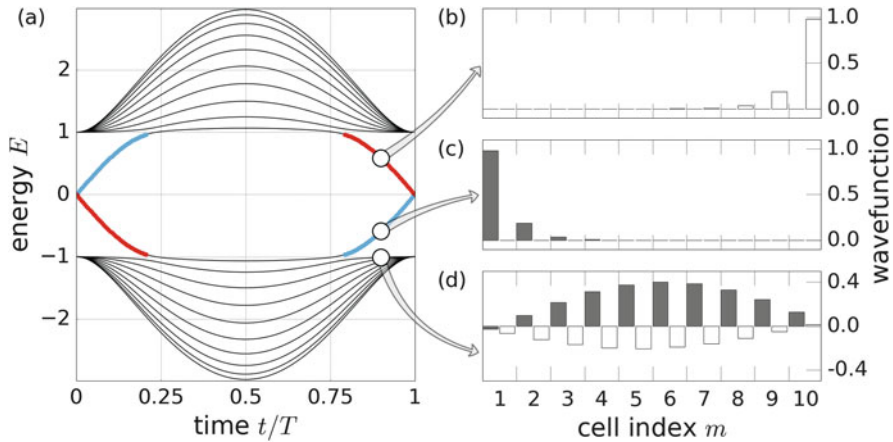 (a)
energy E
2
1
0
−1
−2
0 0.25 0.5 0.75 1
time t/T
(b)
1.0
0.5
0.0
(c)
1.0
0.5
0.0
(d)
0.4
0.0
-0.4
1 2 3 4 5 6 7 8 9 10
cell index m
wavefunction